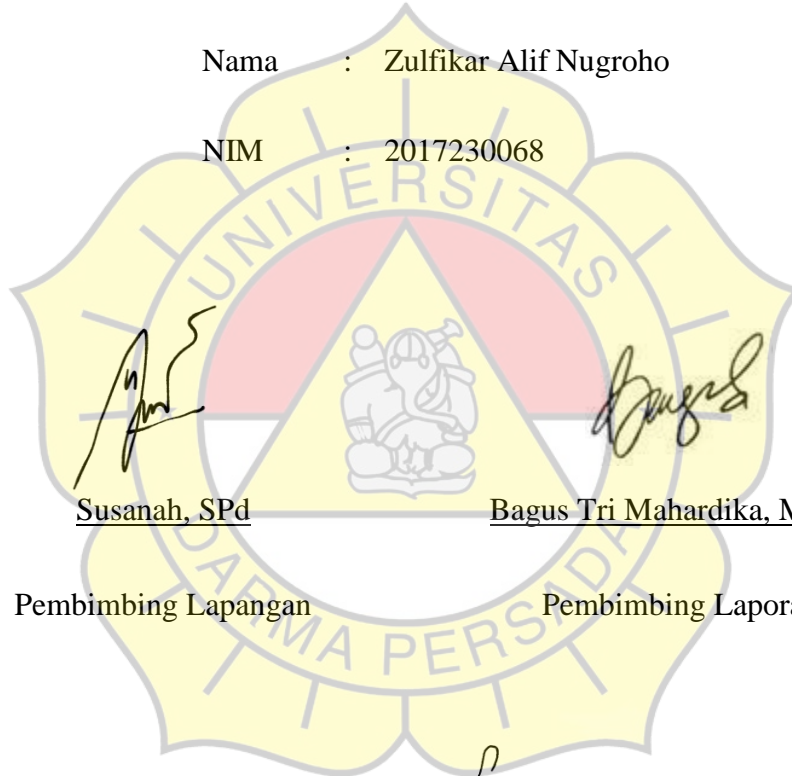 Nama : Zulfikar Alif Nugroho
NIM : 2017230068
UNIVERSITAS
Susanah, SPd
Bagus Tri Mahardika, M
Pembimbing Lapangan
Pembimbing Lapora
DARMA PERSADA